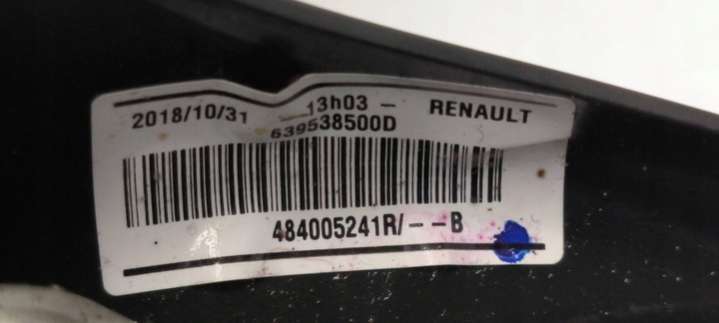 2018/10/31 13h03 - RENAULT
639538500D
484005241R/--B